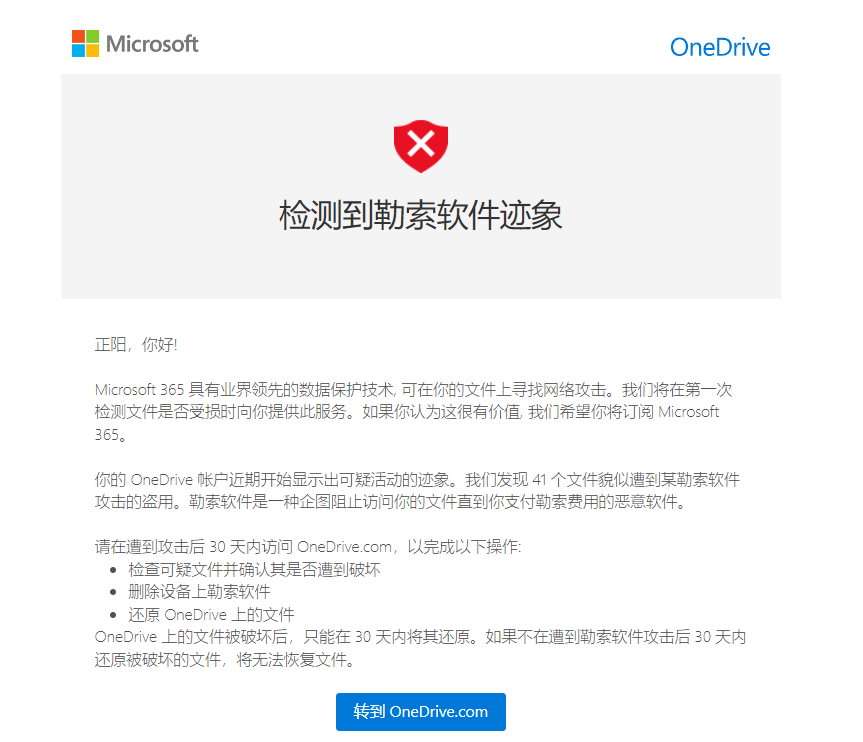 Microsoft
OneDrive
检测到勒索软件迹象
正阳，你好!
Microsoft 365 具有业界领先的数据保护技术, 可在你的文件上寻找网络攻击。我们将在第一次
检测文件是否受损时向你提供此服务。如果你认为这很有价值, 我们希望你将订阅 Microsoft
365。
你的 OneDrive 帐户近期开始显示出可疑活动的迹象。我们发现 41 个文件貌似遭到某勒索软件
攻击的盗用。勒索软件是一种企图阻止访问你的文件直到你支付勒索费用的恶意软件。
请在遭到攻击后 30 天内访问 OneDrive.com，以完成以下操作:
• 检查可疑文件并确认其是否遭到破坏
• 删除设备上勒索软件
• 还原 OneDrive 上的文件
OneDrive 上的文件被破坏后，只能在 30 天内将其还原。如果不在遭到勒索软件攻击后 30 天内
还原被破坏的文件，将无法恢复文件。
转到 OneDrive.com